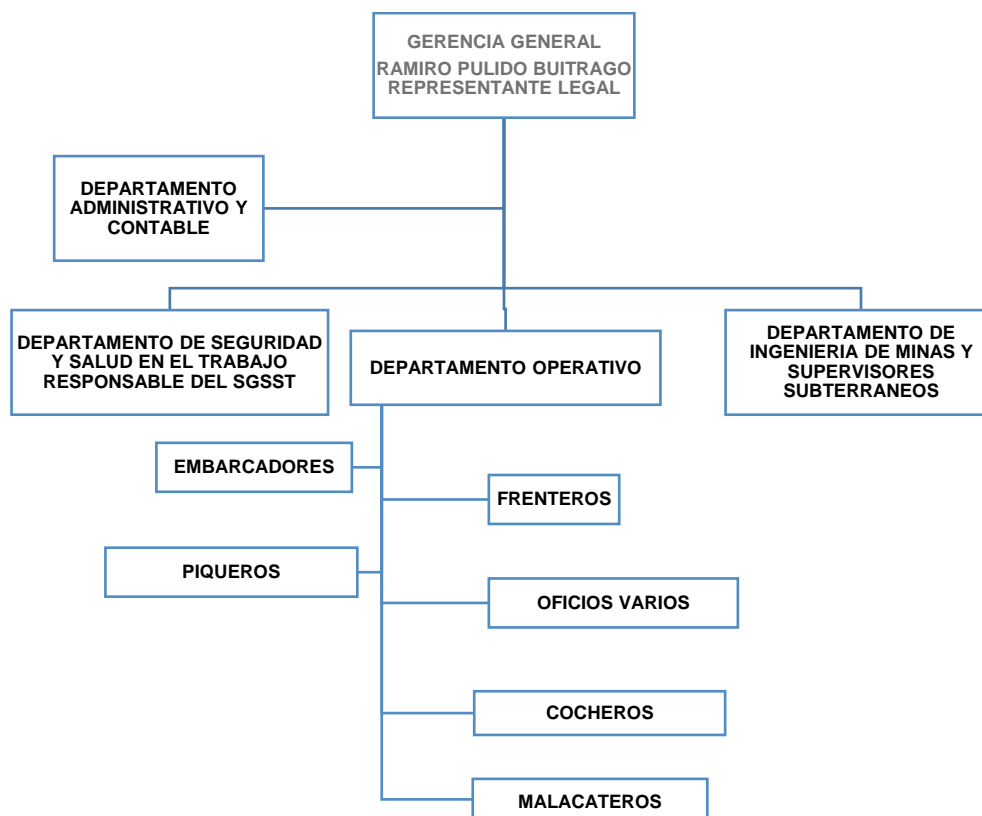 GERENCIA GENERAL
RAMIRO PULIDO BUITRAGO
REPRESENTANTE LEGAL
DEPARTAMENTO
ADMINISTRATIVO Y
CONTABLE
DEPARTAMENTO DE SEGURIDAD
Y SALUD EN EL TRABAJO
RESPONSABLE DEL SGSST
DEPARTAMENTO OPERATIVO
DEPARTAMENTO DE
INGENIERIA DE MINAS Y
SUPERVISORES
SUBTERRANEOS
EMBARCADORES
FRENTEROS
PIQUEROS
OFICIOS VARIOS
COCHEROS
MALACATEROS